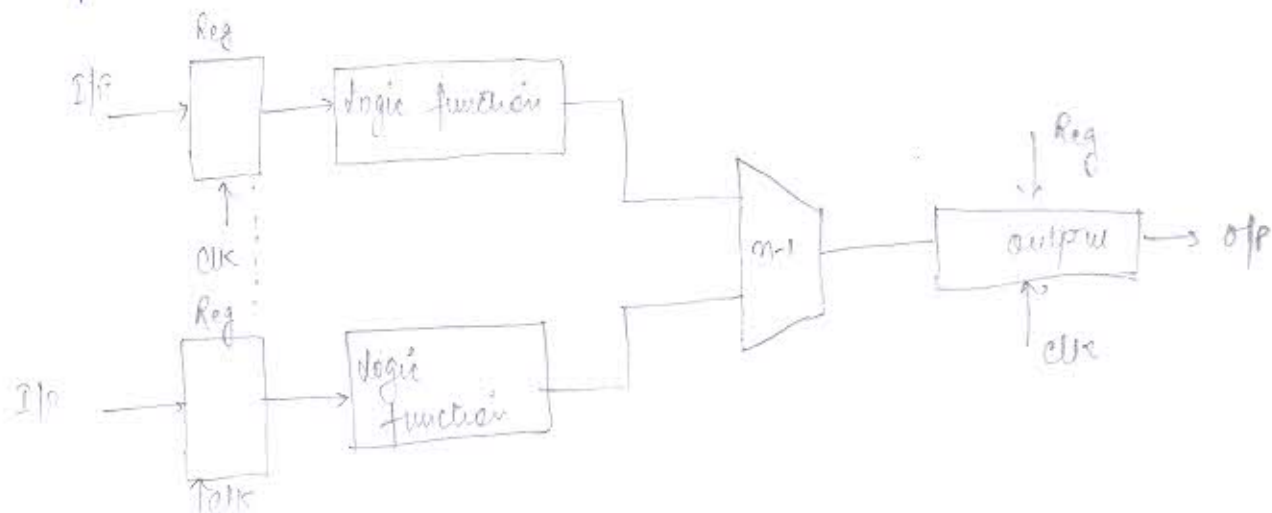 Reg
I/P
Logic function
Clk
Reg
I/P
Logic
function
Clk
n-1
Reg
output
O/P
Clk